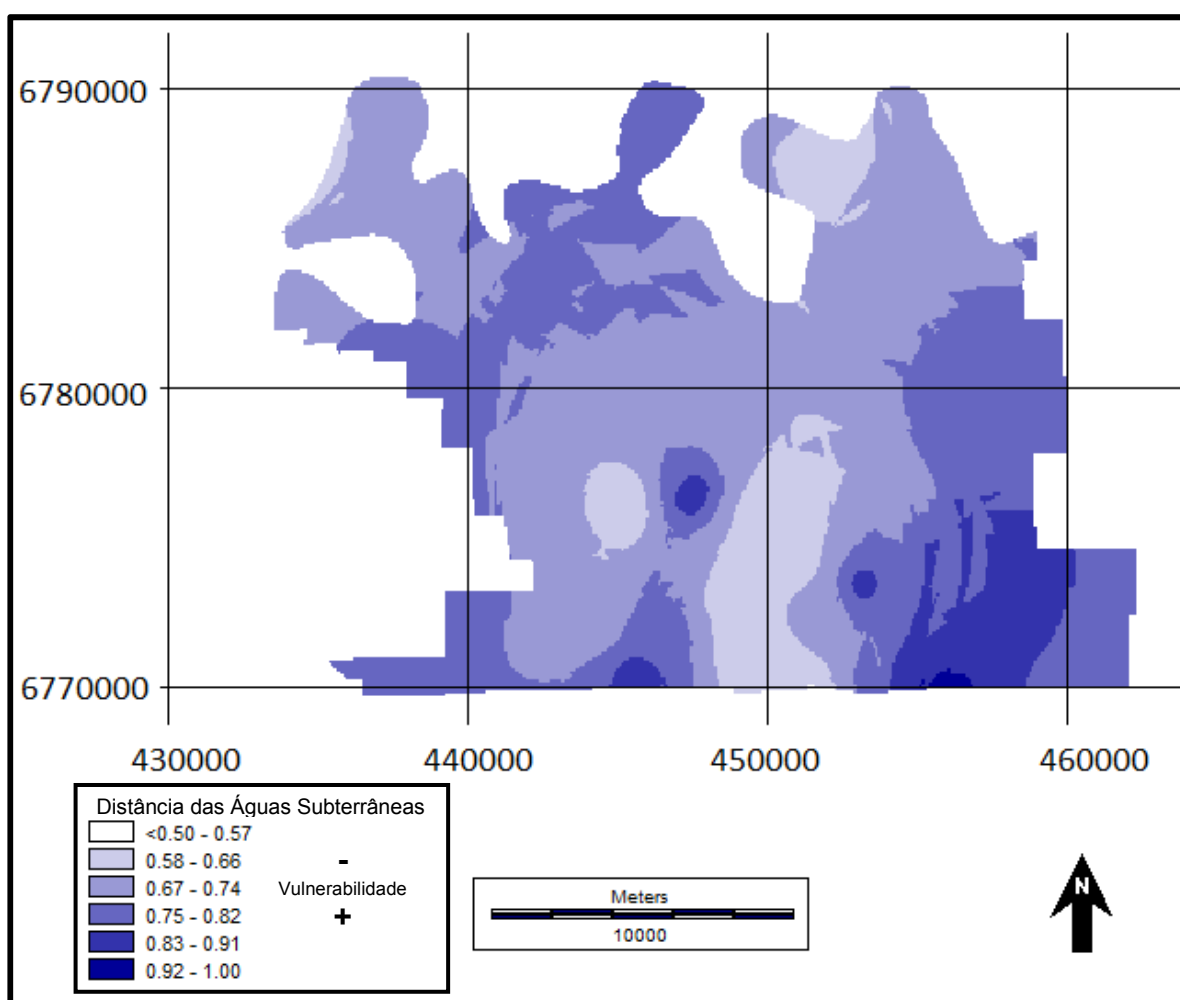 6790000
6780000
6770000
430000 440000 450000 460000
Distância das Águas Subterrâneas
<0.50 - 0.57
0.58 - 0.66 -
0.67 - 0.74 Vulnerabilidade
0.75 - 0.82 +
0.83 - 0.91
0.92 - 1.00
Meters
10000
N